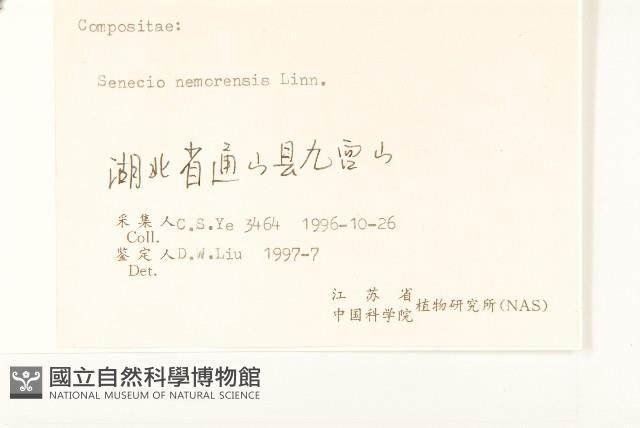 Compositae:
Senecio nemorensis Linn.
湖北省通山县九宫山
采集人C.S.Ye 3464 1996-10-26
Coll.
鉴定人D.W.Liu 1997-7
Det.
江苏省
中国科学院植物研究所(NAS)
國立自然科學博物館
NATIONAL MUSEUM OF NATURAL SCIENCE